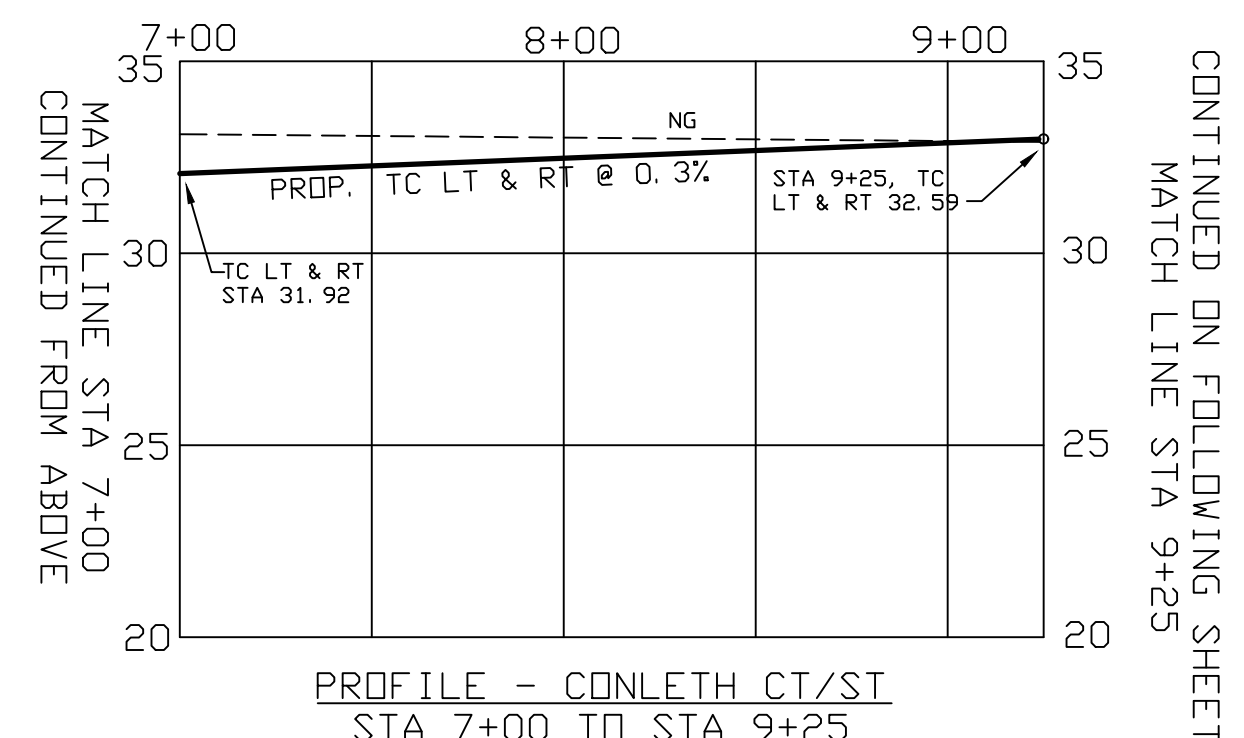 7+00 8+00 9+00
35 35
NG
PROP. TC LT & RT @ 0.3%
STA 9+25, TC
LT & RT 32.59
30 30
TC LT & RT
STA 31.92
25 25
20 20
MATCH LINE STA 7+00
CONTINUED FROM ABOVE
CONTINUED ON FOLLOWING SHEET
MATCH LINE STA 9+25
PROFILE - CONLETH CT/ST
STA 7+00 TO STA 9+25